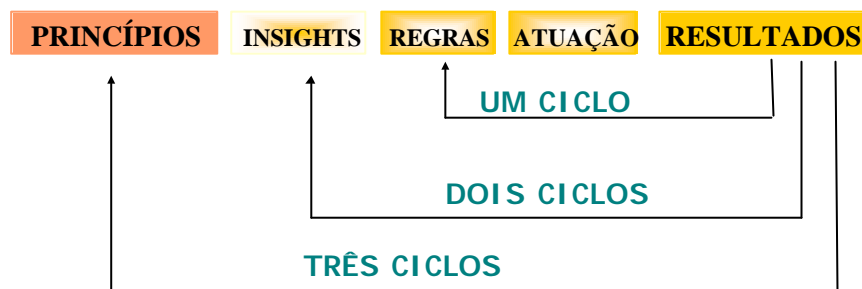 PRINCÍPIOS INSIGHTS REGRAS ATUAÇÃO RESULTADOS
UM CICLO
DOIS CICLOS
TRÊS CICLOS